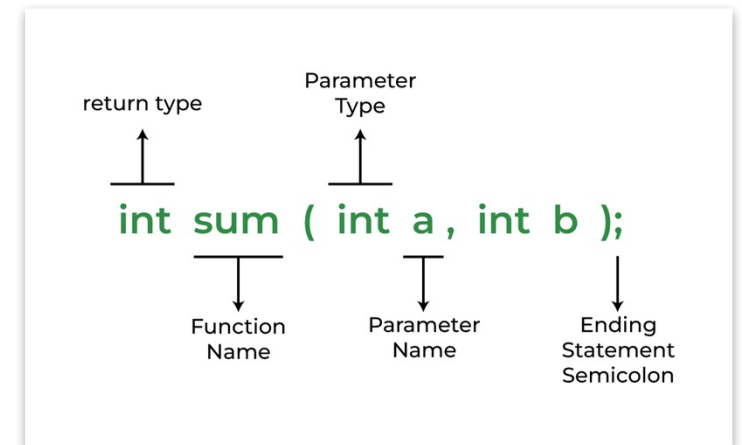 return type
Parameter
Type
int sum ( int a , int b );
Function
Name
Parameter
Name
Ending
Statement
Semicolon